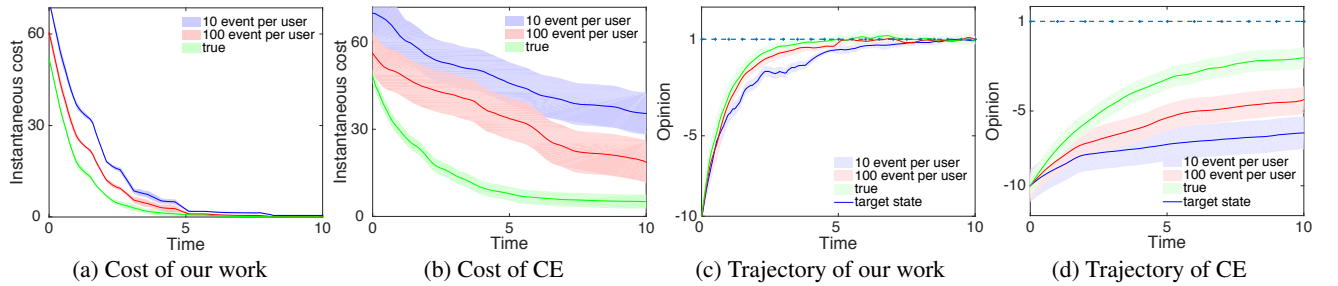 60
30
0
0
5
10
Instantaneous cost
Time
10 event per user
100 event per user
true
(a) Cost of our work
60
30
0
0
5
10
Instantaneous cost
Time
10 event per user
100 event per user
true
(b) Cost of CE
1
-5
-10
0
5
10
Opinion
Time
10 event per user
100 event per user
true
target state
(c) Trajectory of our work
1
-5
-10
0
5
10
Opinion
Time
10 event per user
100 event per user
true
target state
(d) Trajectory of CE